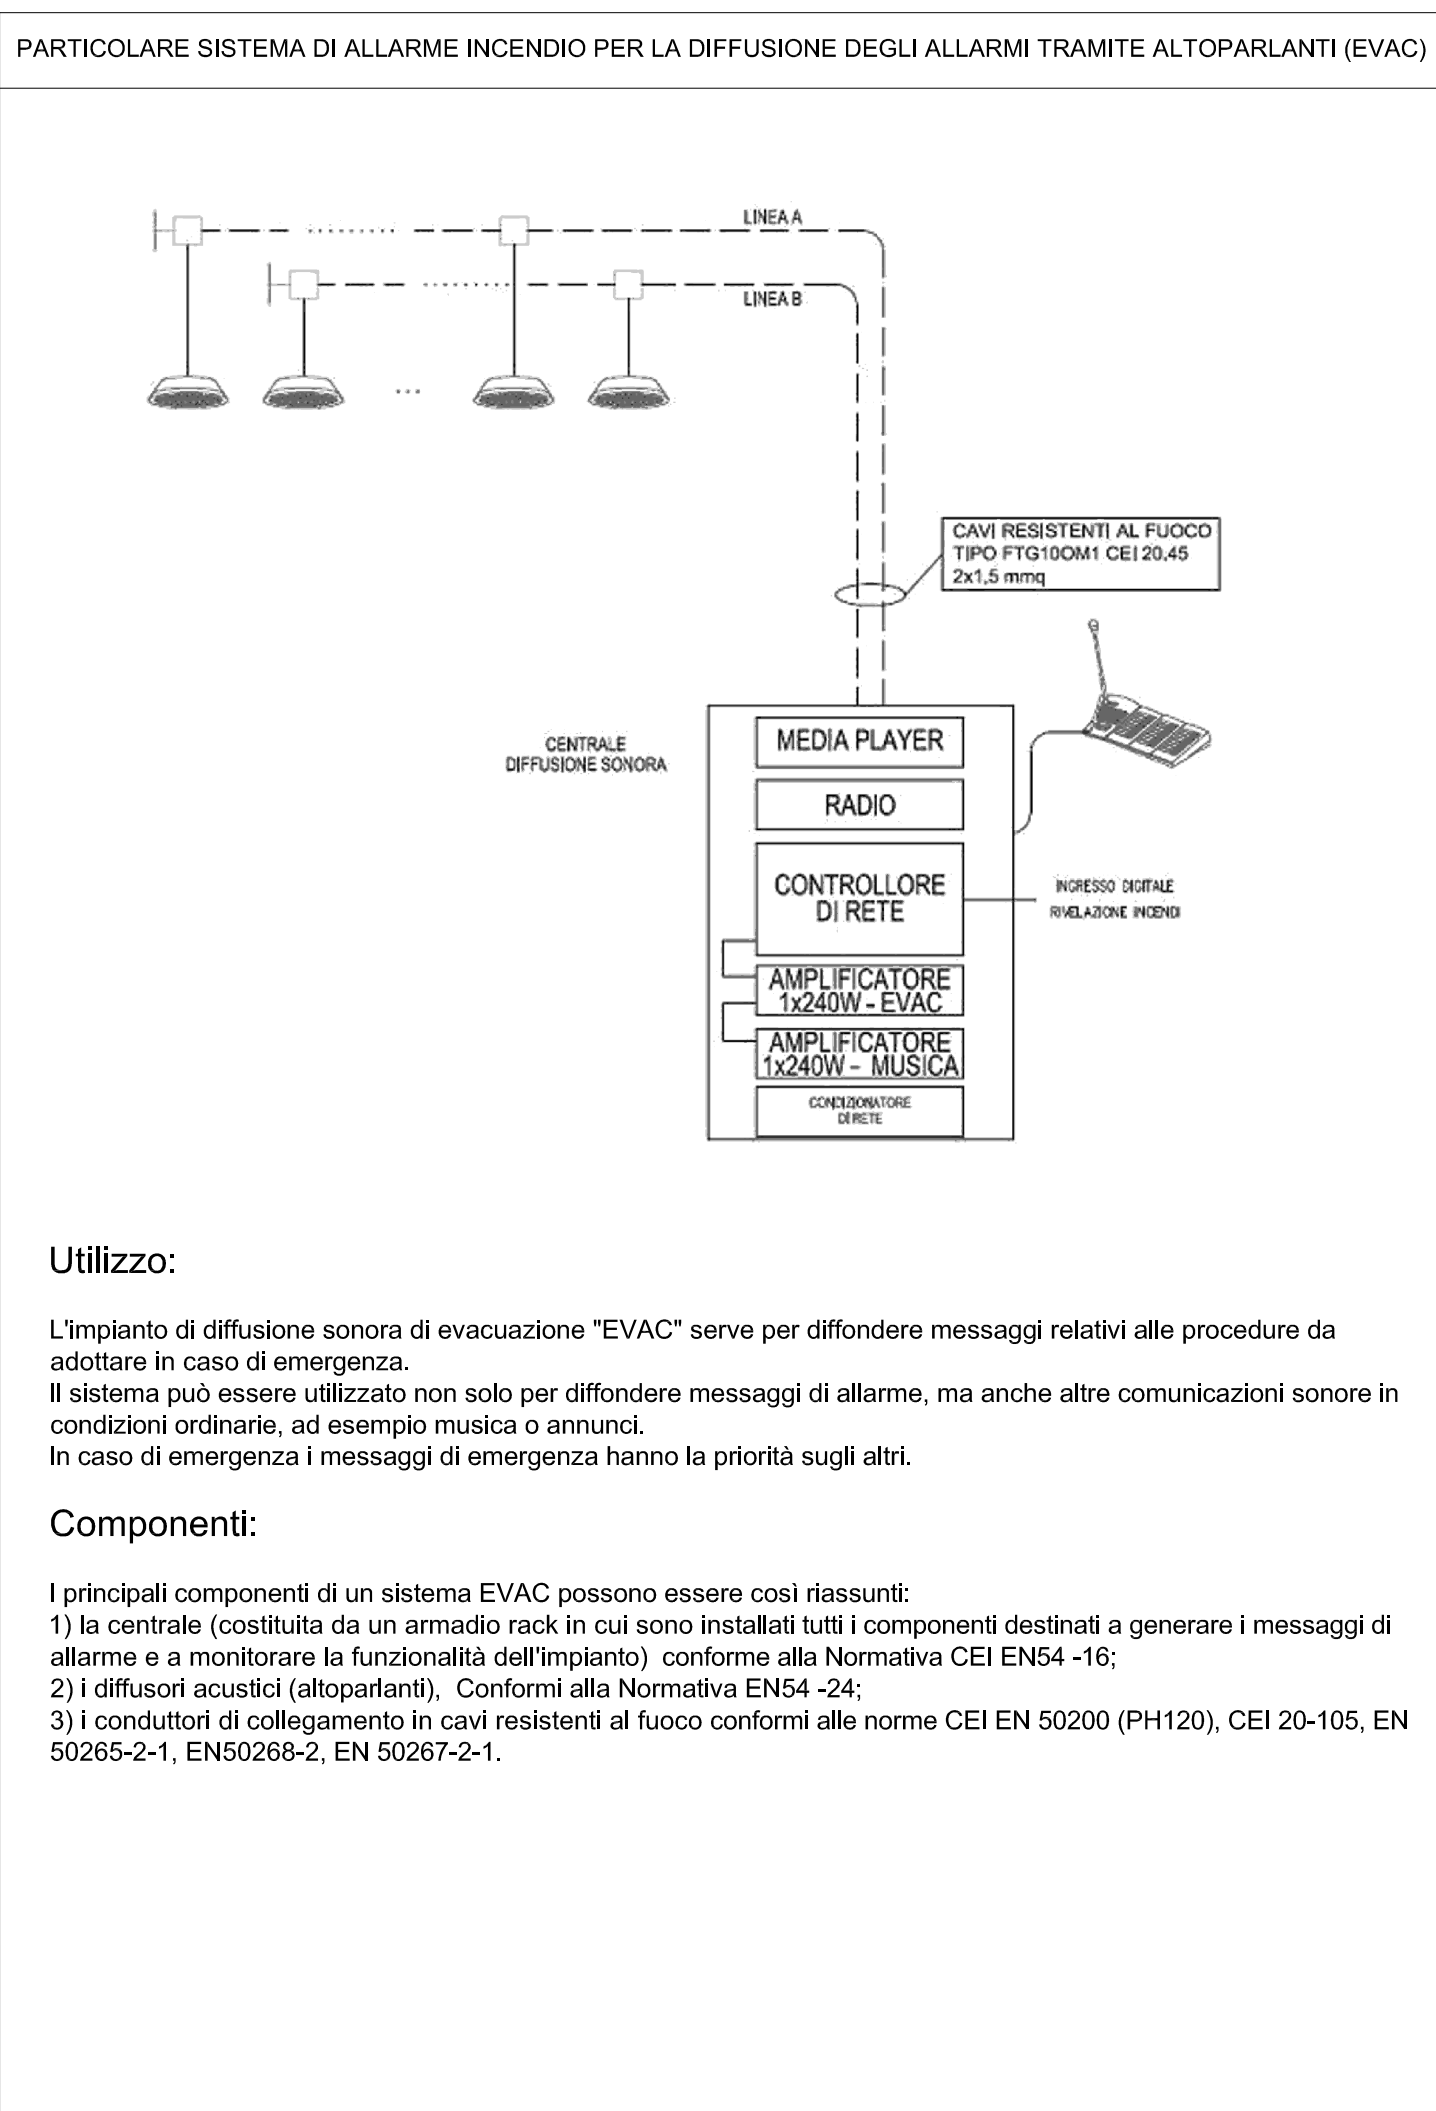 PARTICOLARE SISTEMA DI ALLARME INCENDIO PER LA DIFFUSIONE DEGLI ALLARMI TRAMITE ALTOPARLANTI (EVAC)
LINEA A
LINEA B
CAVI RESISTENTI AL FUOCO
TIPO FTG10OM1 CEI 20.45
2x1,5 mmq
CENTRALE
DIFFUSIONE SONORA
MEDIA PLAYER
RADIO
CONTROLLORE
DI RETE
INGRESSO DIGITALE
RIVELAZIONE INCENDI
AMPLIFICATORE
1x240W - EVAC
AMPLIFICATORE
1x240W - MUSICA
CONDIZIONATORE
DI RETE
Utilizzo:
L'impianto di diffusione sonora di evacuazione "EVAC" serve per diffondere messaggi relativi alle procedure da
adottare in caso di emergenza.
Il sistema può essere utilizzato non solo per diffondere messaggi di allarme, ma anche altre comunicazioni sonore in
condizioni ordinarie, ad esempio musica o annunci.
In caso di emergenza i messaggi di emergenza hanno la priorità sugli altri.
Componenti:
I principali componenti di un sistema EVAC possono essere così riassunti:
1) la centrale (costituita da un armadio rack in cui sono installati tutti i componenti destinati a generare i messaggi di
allarme e a monitorare la funzionalità dell'impianto)  conforme alla Normativa CEI EN54 -16;
2) i diffusori acustici (altoparlanti),  Conformi alla Normativa EN54 -24;
3) i conduttori di collegamento in cavi resistenti al fuoco conformi alle norme CEI EN 50200 (PH120), CEI 20-105, EN
50265-2-1, EN50268-2, EN 50267-2-1.